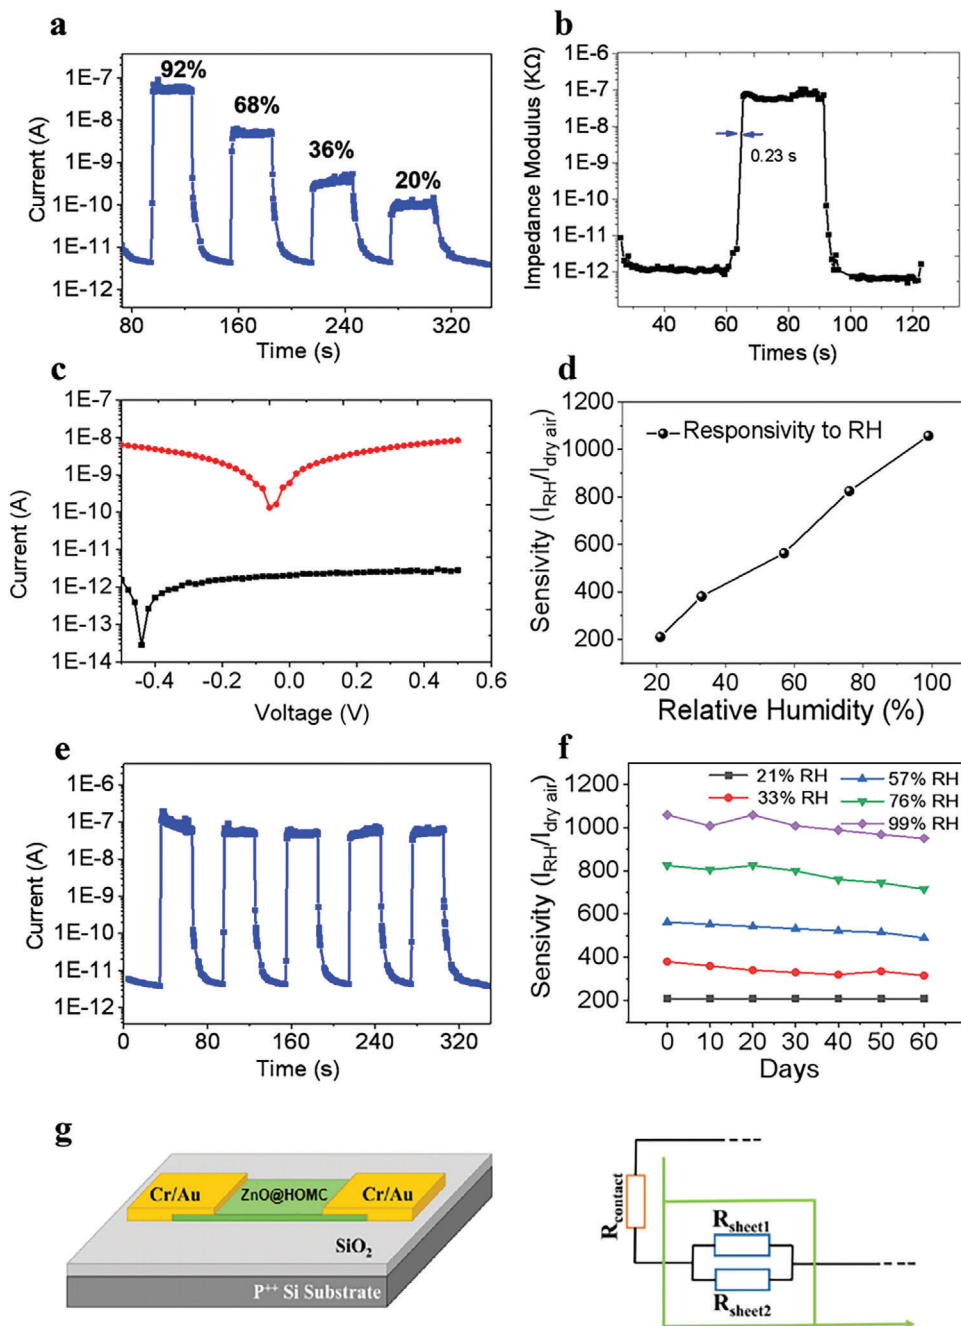 a
Current (A)
1E-7
1E-8
1E-9
1E-10
1E-11
1E-12
92%
68%
36%
20%
80 160 240 320
Time (s)
b
Impedance Modulus (KΩ)
1E-6
1E-7
1E-8
1E-9
1E-10
1E-11
1E-12
0.23 s
40 60 80 100 120
Times (s)
c
Current (A)
1E-7
1E-8
1E-9
1E-10
1E-11
1E-12
1E-13
1E-14
-0.4 -0.2 0.0 0.2 0.4 0.6
Voltage (V)
d
Sensivity (I_RH/I_dry air)
1200
1000
800
600
400
200
Responsivity to RH
20 40 60 80 100
Relative Humidity (%)
e
Current (A)
1E-6
1E-7
1E-8
1E-9
1E-10
1E-11
1E-12
0 80 160 240 320
Time (s)
f
Sensivity (I_RH/I_dry air)
1200
1000
800
600
400
200
21% RH 57% RH
33% RH 76% RH
99% RH
0 10 20 30 40 50 60
Days
g
Cr/Au ZnO@HOMC Cr/Au
SiO₂
P⁺⁺ Si Substrate
R_contact
R_sheet1
R_sheet2